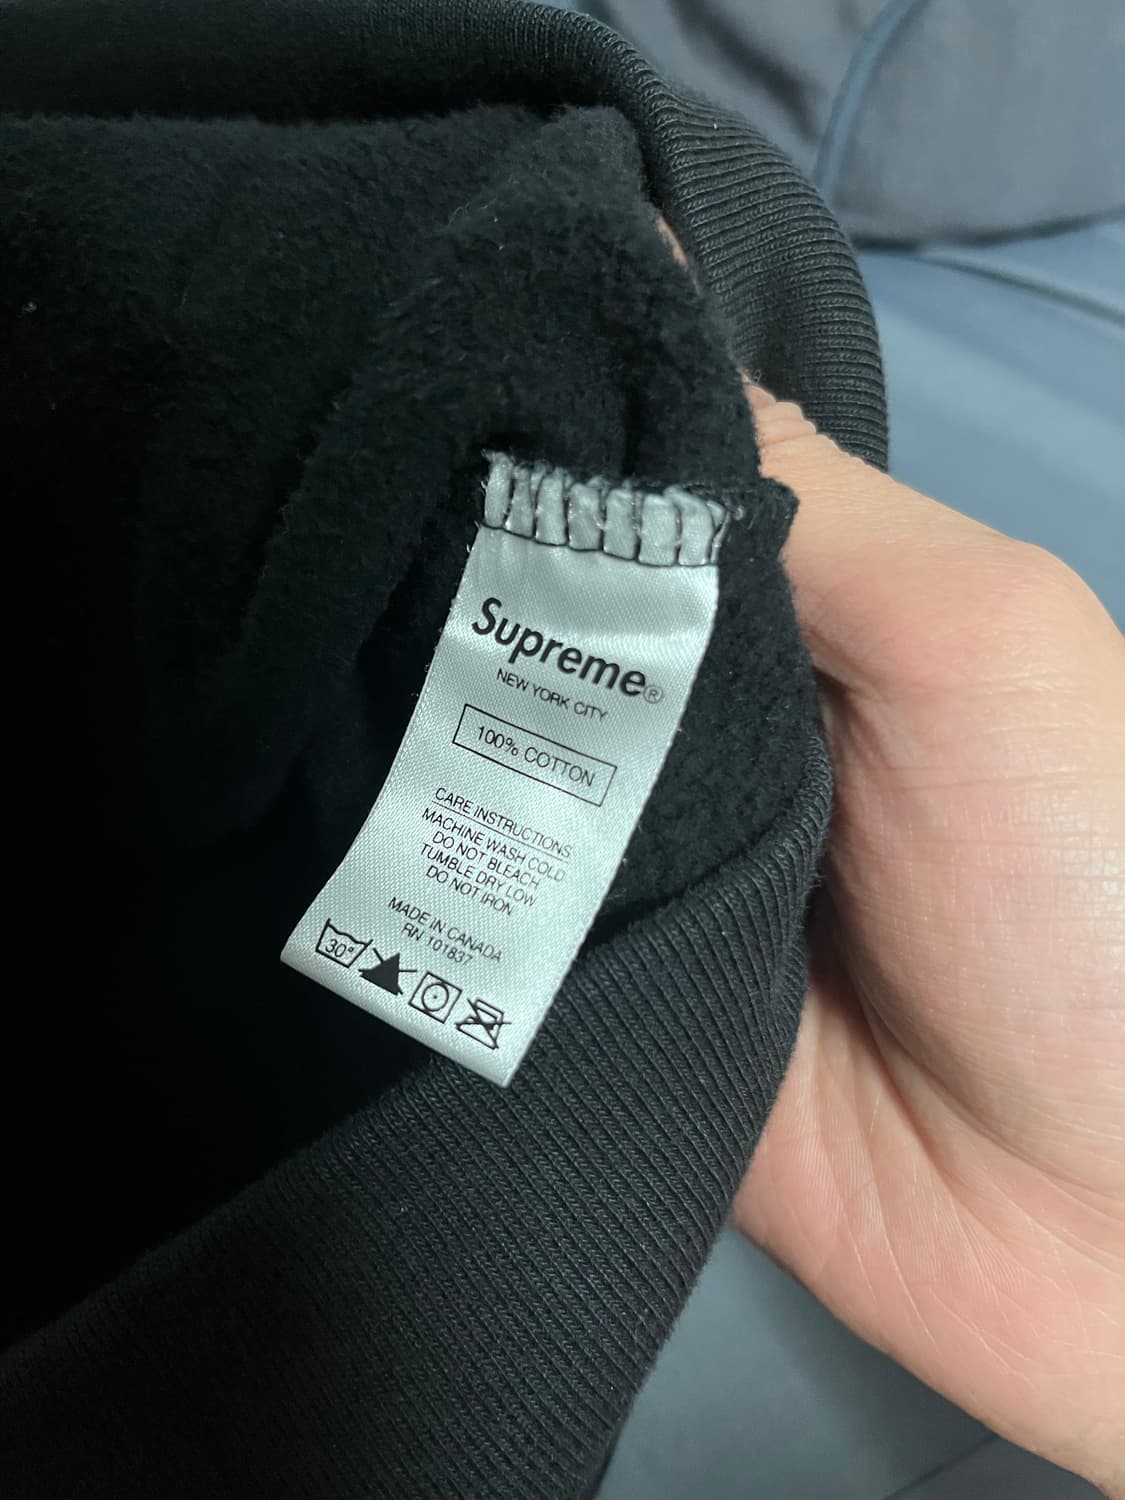 Supreme®
NEW YORK CITY
100% COTTON
CARE INSTRUCTIONS
MACHINE WASH COLD
DO NOT BLEACH
TUMBLE DRY LOW
DO NOT IRON
MADE IN CANADA
RN 101837
30°